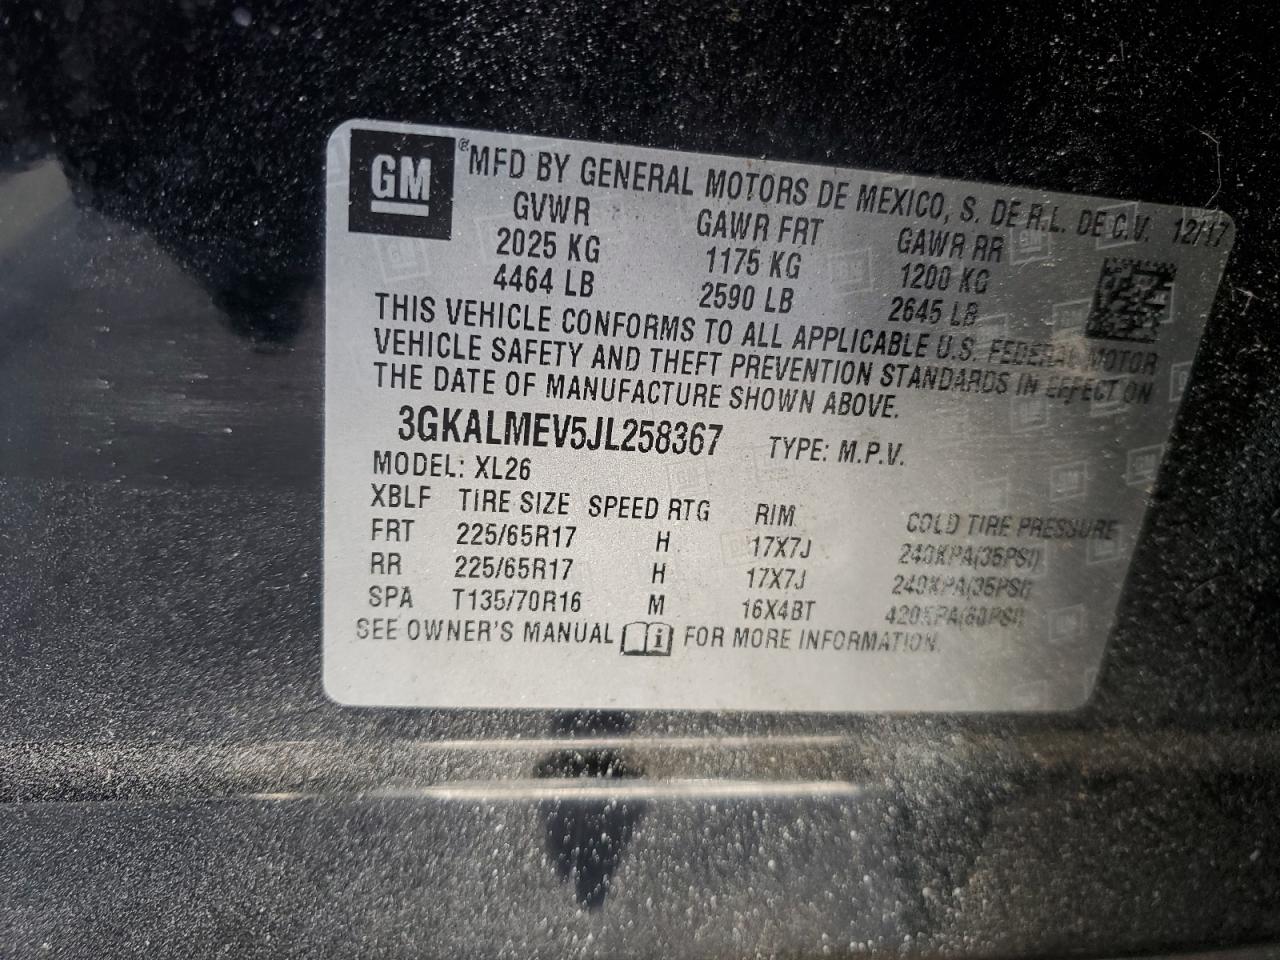 GM
® MFD BY GENERAL MOTORS DE MEXICO, S. DE R.L. DE C.V. 12/17
GVWR GAWR FRT GAWR RR
2025 KG 1175 KG 1200 KG
4464 LB 2590 LB 2645 LB
THIS VEHICLE CONFORMS TO ALL APPLICABLE U.S. FEDERAL MOTOR
VEHICLE SAFETY AND THEFT PREVENTION STANDARDS IN EFFECT ON
THE DATE OF MANUFACTURE SHOWN ABOVE.
3GKALMEV5JL258367 TYPE: M.P.V.
MODEL: XL26
XBLF TIRE SIZE SPEED RTG RIM COLD TIRE PRESSURE
FRT 225/65R17 H 17X7J 240KPA(35PSI)
RR 225/65R17 H 17X7J 240KPA(35PSI)
SPA T135/70R16 M 16X4BT 420KPA(60PSI)
SEE OWNER'S MANUAL i FOR MORE INFORMATION.